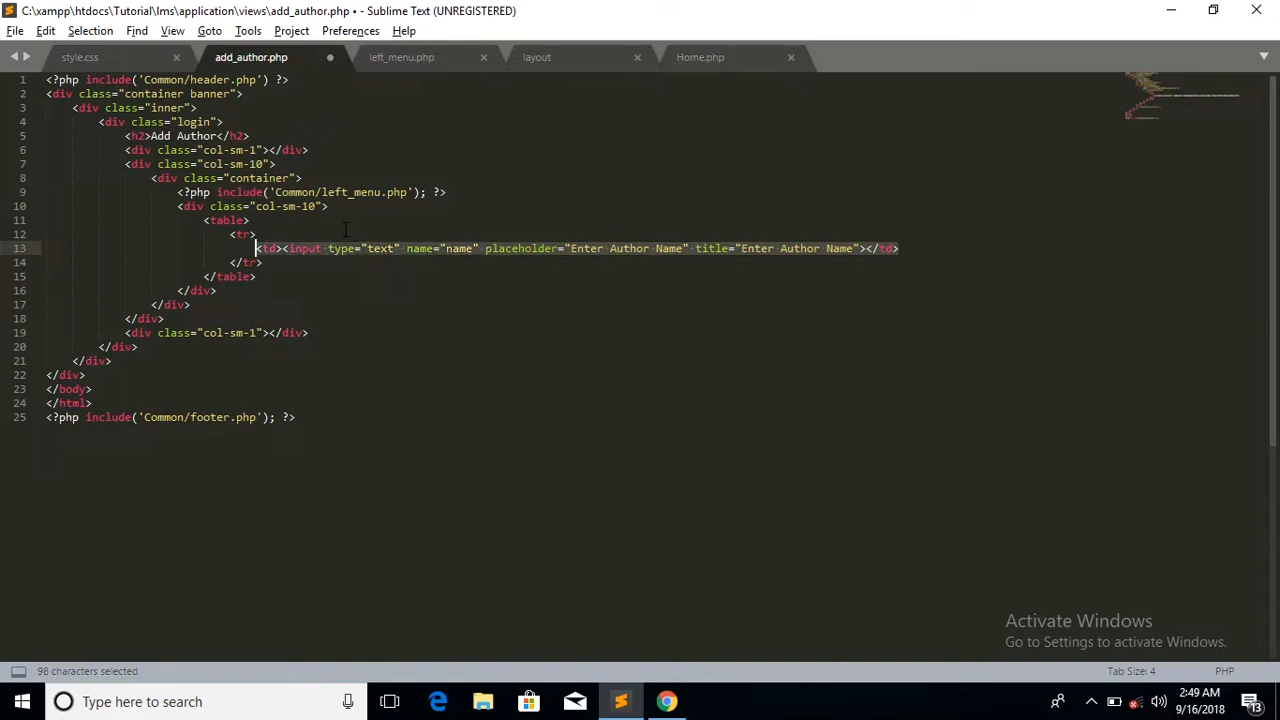 C:\xampp\htdocs\Tutorial\lms\application\views\add_author.php • - Sublime Text (UNREGISTERED)
File Edit Selection Find View Goto Tools Project Preferences Help
style.css add_author.php left_menu.php layout Home.php
1 <?php include('Common/header.php') ?>
2 <div class="container banner">
3 <div class="inner">
4 <div class="login">
5 <h2>Add Author</h2>
6 <div class="col-sm-1"></div>
7 <div class="col-sm-10">
8 <div class="container">
9 <?php include('Common/left_menu.php'); ?>
10 <div class="col-sm-10">
11 <table>
12 <tr>
13 <td><input type="text" name="name" placeholder="Enter Author Name" title="Enter Author Name"></td>
14 </tr>
15 </table>
16 </div>
17 </div>
18 </div>
19 <div class="col-sm-1"></div>
20 </div>
21 </div>
22 </div>
23 </body>
24 </html>
25 <?php include('Common/footer.php'); ?>
Activate Windows
Go to Settings to activate Windows.
98 characters selected Tab Size: 4 PHP
Type here to search 2:49 AM
9/16/2018 13